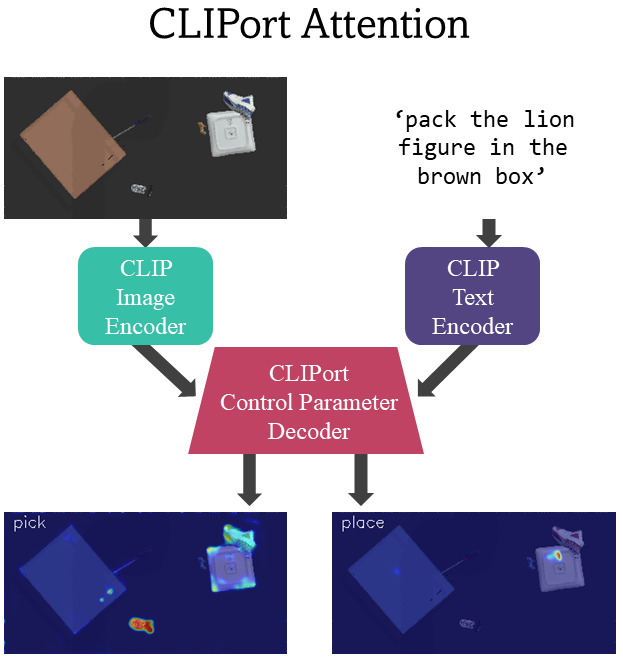 CLIPort Attention
‘pack the lion
figure in the
brown box’
CLIP
Image
Encoder
CLIP
Text
Encoder
CLIPort
Control Parameter
Decoder
pick
place